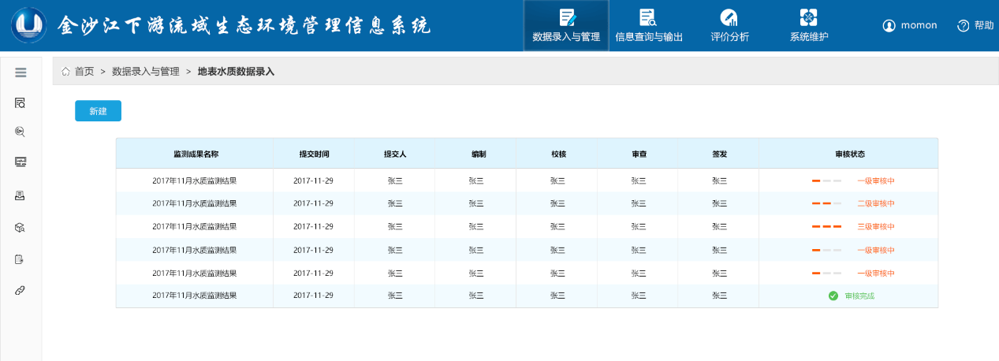 金沙江下游流域生态环境管理信息系统
数据录入与管理 信息查询与输出 评价分析 系统维护 momon 帮助
首页 > 数据录入与管理 > 地表水质数据录入
新建
监测成果名称 提交时间 提交人 编制 校核 审查 签发 审核状态
2017年11月水质监测结果 2017-11-29 张三 张三 张三 张三 张三 一级审核中
2017年11月水质监测结果 2017-11-29 张三 张三 张三 张三 张三 二级审核中
2017年11月水质监测结果 2017-11-29 张三 张三 张三 张三 张三 三级审核中
2017年11月水质监测结果 2017-11-29 张三 张三 张三 张三 张三 一级审核中
2017年11月水质监测结果 2017-11-29 张三 张三 张三 张三 张三 一级审核中
2017年11月水质监测结果 2017-11-29 张三 张三 张三 张三 张三 审核完成